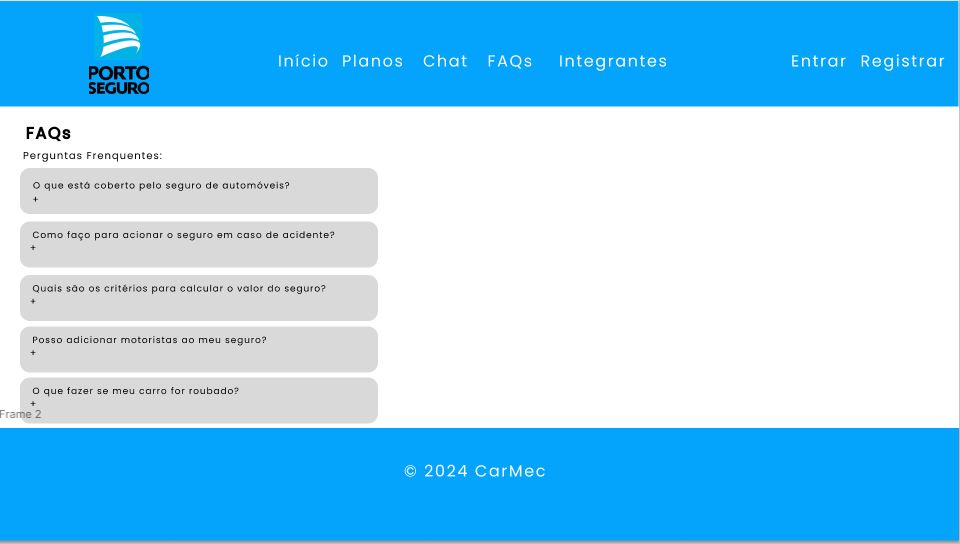 PORTO
SEGURO
Início Planos Chat FAQs Integrantes Entrar Registrar
FAQs
Perguntas Frenquentes:
O que está coberto pelo seguro de automóveis?
+
Como faço para acionar o seguro em caso de acidente?
+
Quais são os critérios para calcular o valor do seguro?
+
Posso adicionar motoristas ao meu seguro?
+
O que fazer se meu carro for roubado?
+
Frame 2
© 2024 CarMec